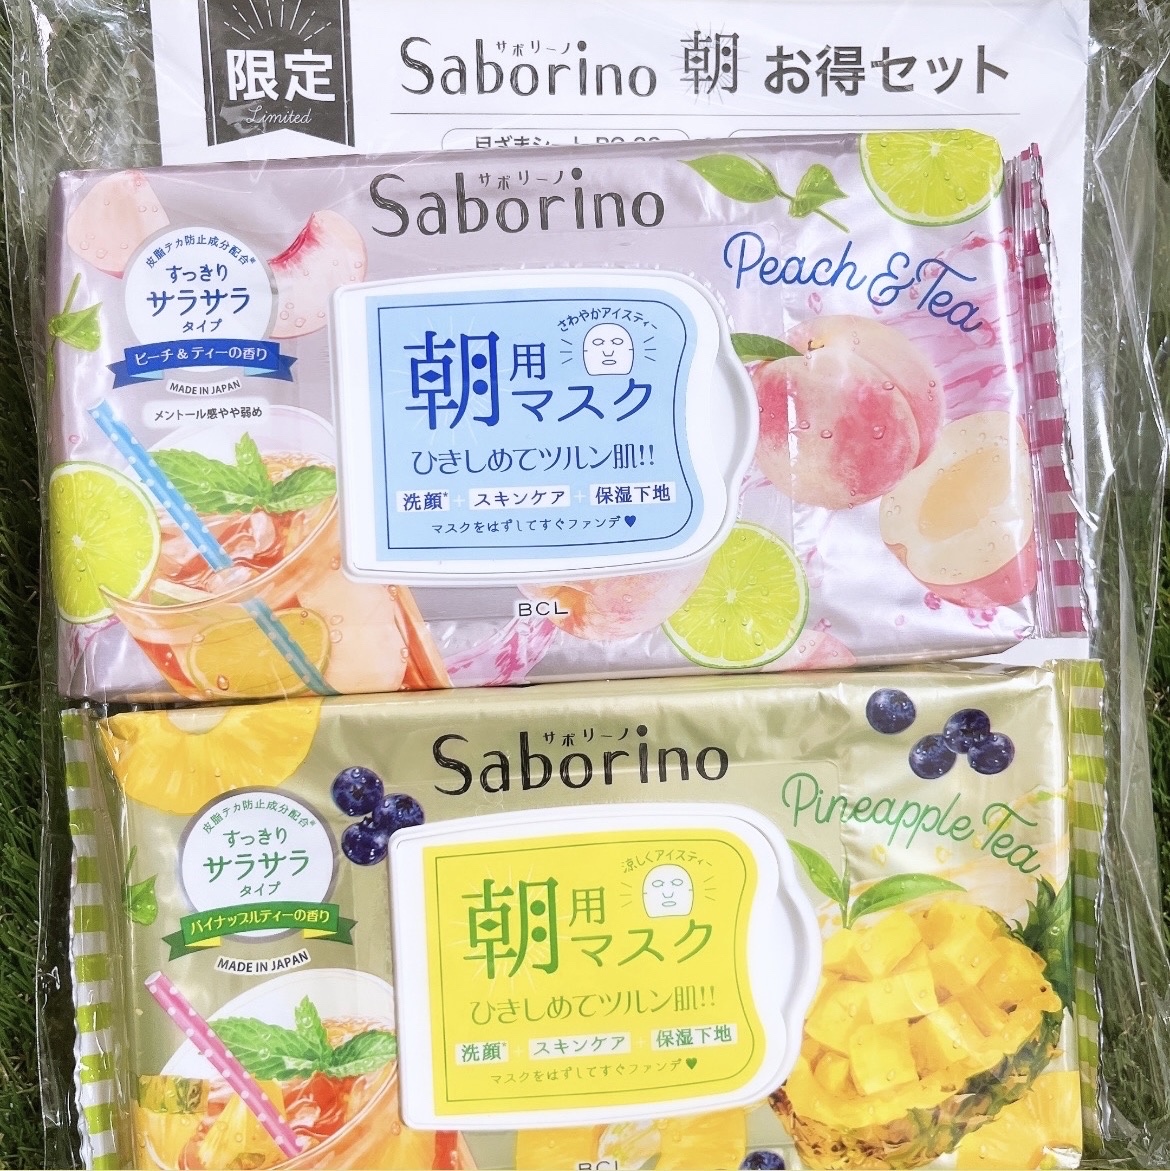 限定
Limited
サボリーノ
Saborino 朝 お得セット
サボリーノ
Saborino
Peach & Tea
皮脂テカ防止成分配合※
すっきり
サラサラ
タイプ
ピーチ&ティーの香り
MADE IN JAPAN
メントール感やや弱め
さわやかアイスティー
朝用
マスク
ひきしめてツルン肌!!
洗顔* + スキンケア + 保湿下地
マスクをはずしてすぐファンデ♥
BCL
サボリーノ
Saborino
Pineapple Tea
皮脂テカ防止成分配合※
すっきり
サラサラ
タイプ
パイナップルティーの香り
MADE IN JAPAN
涼しくアイスティー
朝用
マスク
ひきしめてツルン肌!!
洗顔* + スキンケア + 保湿下地
マスクをはずしてすぐファンデ♥
BCL